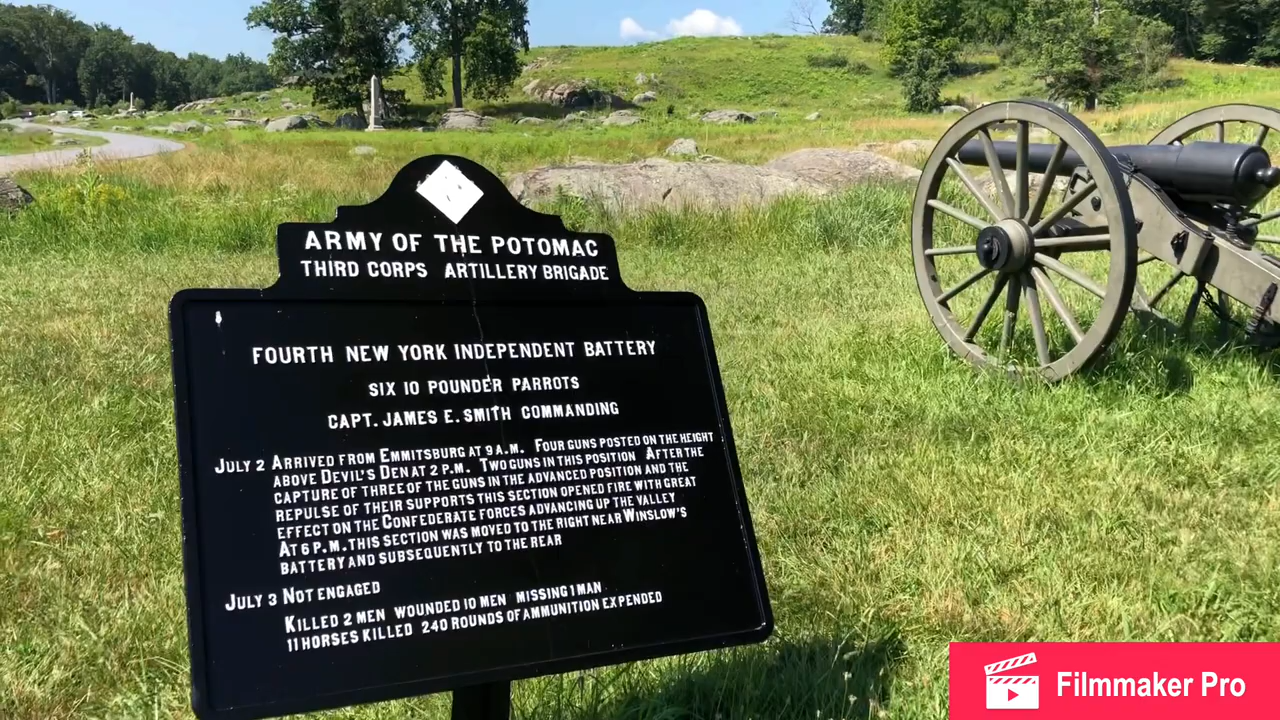 ARMY OF THE POTOMAC
THIRD CORPS ARTILLERY BRIGADE
FOURTH NEW YORK INDEPENDENT BATTERY
SIX 10 POUNDER PARROTS
CAPT. JAMES E. SMITH COMMANDING
JULY 2 ARRIVED FROM EMMITSBURG AT 9 A.M. FOUR GUNS POSTED ON THE HEIGHT
ABOVE DEVIL'S DEN AT 2 P.M. TWO GUNS IN THIS POSITION AFTER THE
CAPTURE OF THREE OF THE GUNS IN THE ADVANCED POSITION AND THE
REPULSE OF THEIR SUPPORTS THIS SECTION OPENED FIRE WITH GREAT
EFFECT ON THE CONFEDERATE FORCES ADVANCING UP THE VALLEY
AT 6 P.M. THIS SECTION WAS MOVED TO THE RIGHT NEAR WINSLOW'S
BATTERY AND SUBSEQUENTLY TO THE REAR
JULY 3 NOT ENGAGED
KILLED 2 MEN WOUNDED 10 MEN MISSING 1 MAN
11 HORSES KILLED 240 ROUNDS OF AMMUNITION EXPENDED
Filmmaker Pro